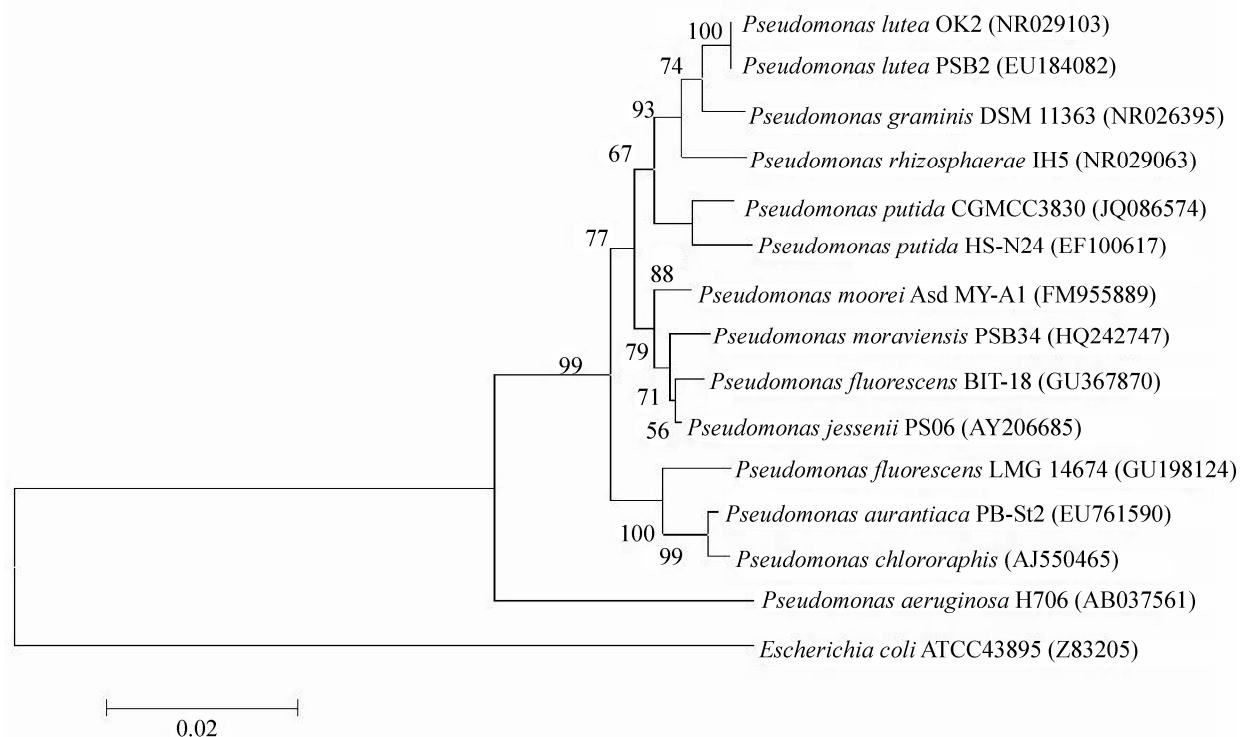 100
Pseudomonas lutea OK2 (NR029103)
74
Pseudomonas lutea PSB2 (EU184082)
93
Pseudomonas graminis DSM 11363 (NR026395)
67
Pseudomonas rhizosphaerae IH5 (NR029063)
Pseudomonas putida CGMCC3830 (JQ086574)
77
Pseudomonas putida HS-N24 (EF100617)
88
Pseudomonas moorei Asd MY-A1 (FM955889)
Pseudomonas moraviensis PSB34 (HQ242747)
79
99
Pseudomonas fluorescens BIT-18 (GU367870)
71
56
Pseudomonas jessenii PS06 (AY206685)
Pseudomonas fluorescens LMG 14674 (GU198124)
Pseudomonas aurantiaca PB-St2 (EU761590)
100
99
Pseudomonas chlororaphis (AJ550465)
Pseudomonas aeruginosa H706 (AB037561)
Escherichia coli ATCC43895 (Z83205)
0.02